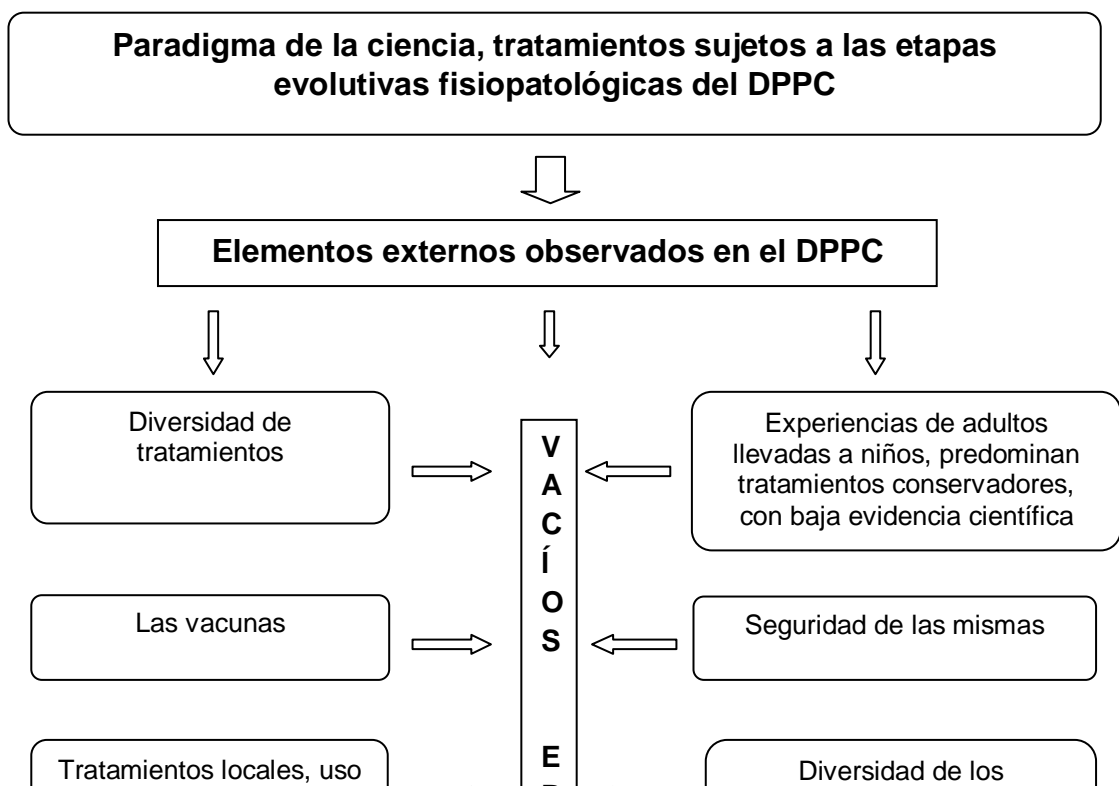 Paradigma de la ciencia, tratamientos sujetos a las etapas
evolutivas fisiopatológicas del DPPC
Elementos externos observados en el DPPC
Diversidad de
tratamientos
Experiencias de adultos
llevadas a niños, predominan
tratamientos conservadores,
con baja evidencia científica
V
A
C
Í
O
S
Las vacunas
Seguridad de las mismas
E
Tratamientos locales, uso
Diversidad de los